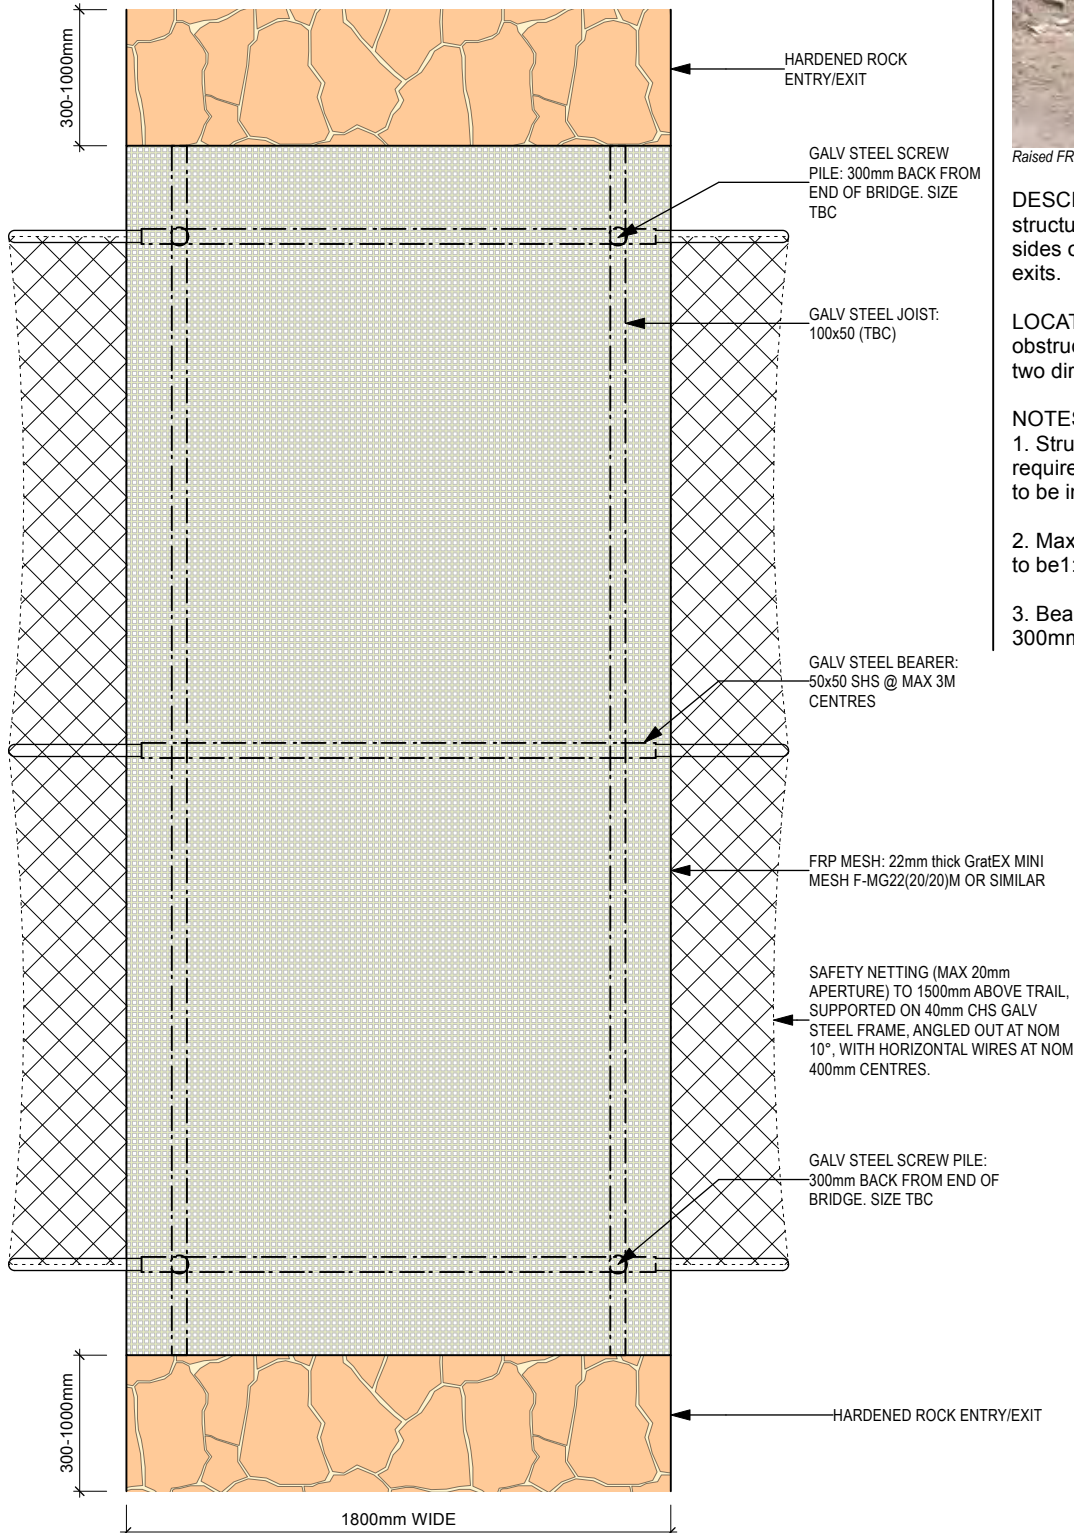 300-1000mm
HARDENED ROCK
ENTRY/EXIT
GALV STEEL SCREW
PILE: 300mm BACK FROM
END OF BRIDGE. SIZE
TBC
GALV STEEL JOIST:
100x50 (TBC)
GALV STEEL BEARER:
50x50 SHS @ MAX 3M
CENTRES
FRP MESH: 22mm thick GratEX MINI
MESH F-MG22(20/20)M OR SIMILAR
SAFETY NETTING (MAX 20mm
APERTURE) TO 1500mm ABOVE TRAIL,
SUPPORTED ON 40mm CHS GALV
STEEL FRAME, ANGLED OUT AT NOM
10°, WITH HORIZONTAL WIRES AT NOM
400mm CENTRES.
GALV STEEL SCREW PILE:
300mm BACK FROM END OF
BRIDGE. SIZE TBC
300-1000mm
HARDENED ROCK ENTRY/EXIT
1800mm WIDE
Raised FR
DESCI
structu
sides o
exits.
LOCAT
obstruc
two dir
NOTES
1. Stru
require
to be in
2. Max
to be1:
3. Bea
300mm